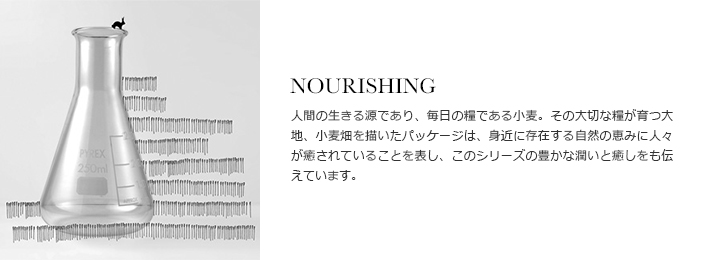 PYREX
250ml
NOURISHING
人間の生きる源であり、毎日の糧である小麦。その大切な糧が育つ大
地、小麦畑を描いたパッケージは、身近に存在する自然の恵みに人々
が癒されていることを表し、このシリーズの豊かな潤いと癒しをも伝
えています。